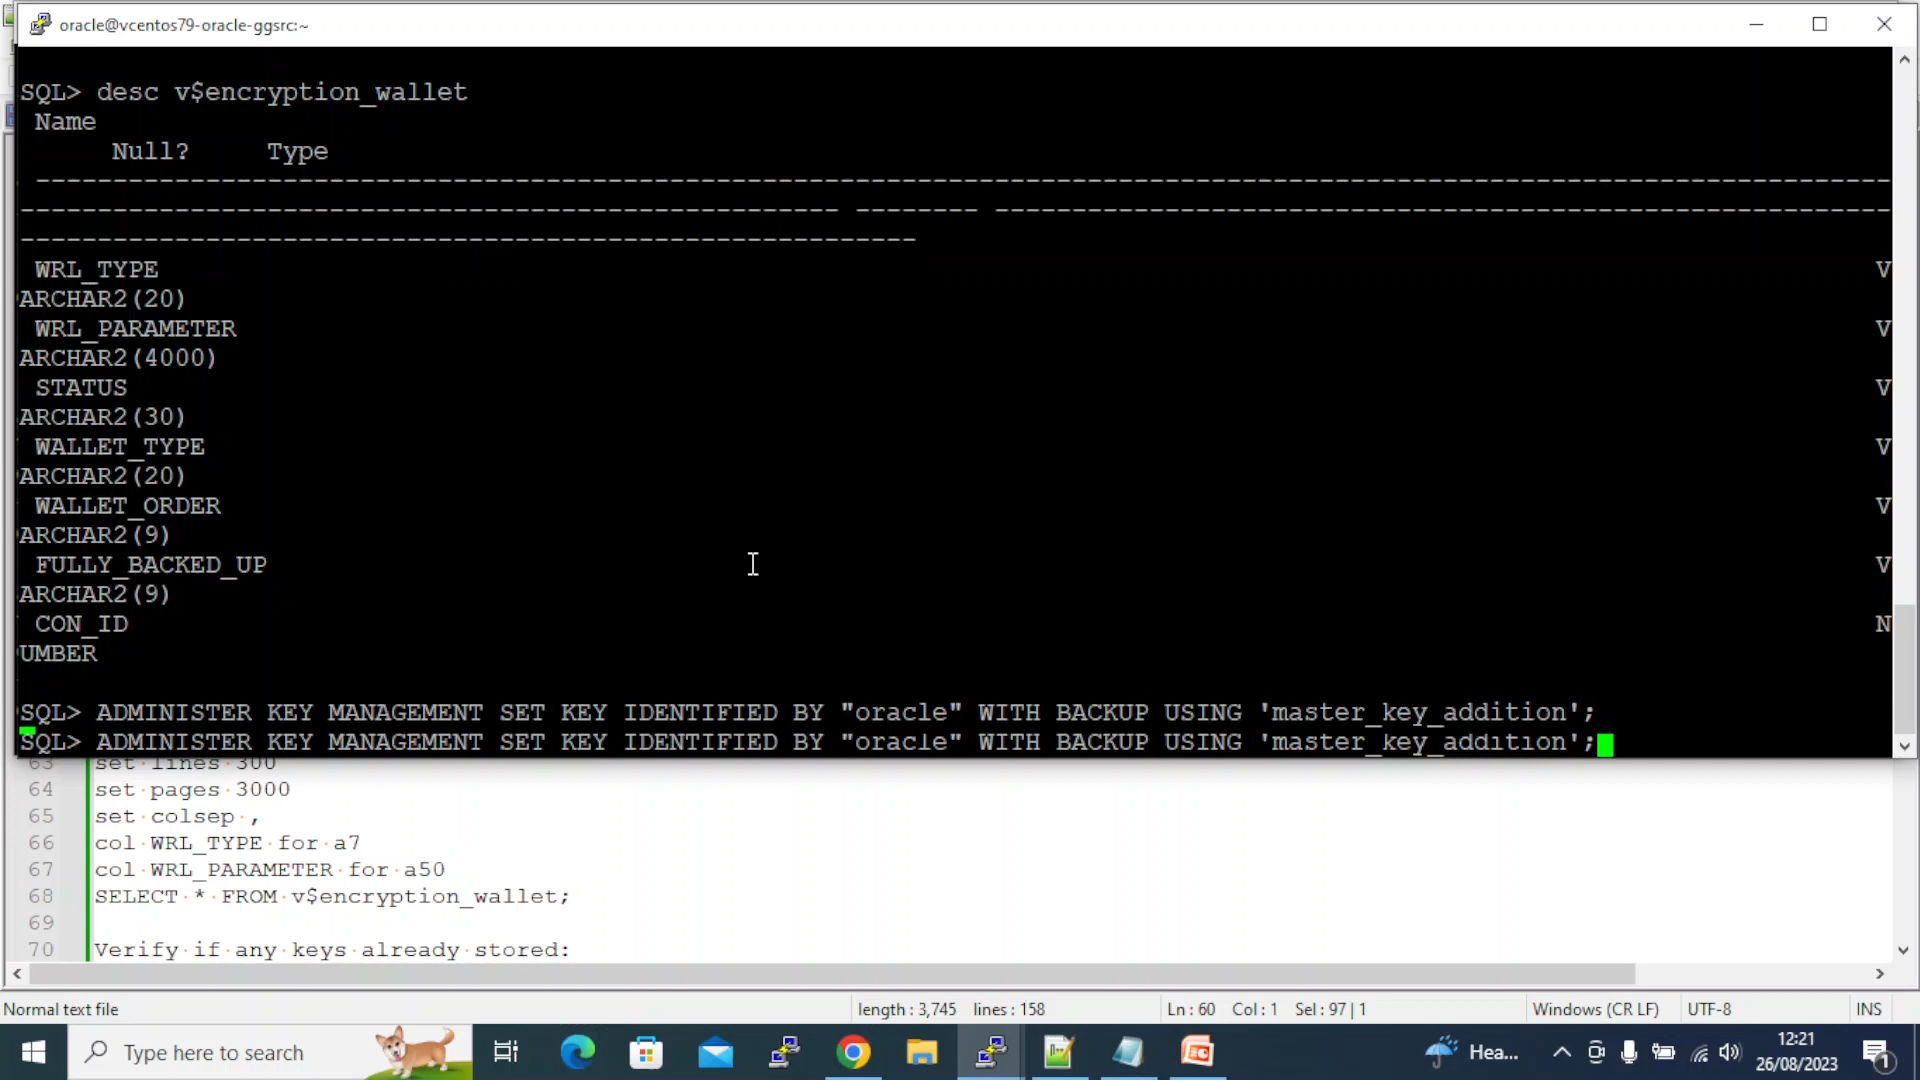 oracle@vcentos79-oracle-ggsrc:~
SQL> desc v$encryption_wallet
Name
Null? Type
--------------------------------------------------------------------------------
----------------------------------------------------- -------- ----------------------------------------------------------
----------------------------------------------------------
WRL_TYPE V
ARCHAR2(20)
WRL_PARAMETER V
ARCHAR2(4000)
STATUS V
ARCHAR2(30)
WALLET_TYPE V
ARCHAR2(20)
WALLET_ORDER V
ARCHAR2(9)
FULLY_BACKED_UP V
ARCHAR2(9)
CON_ID N
UMBER
SQL> ADMINISTER KEY MANAGEMENT SET KEY IDENTIFIED BY "oracle" WITH BACKUP USING 'master_key_addition';
SQL> ADMINISTER KEY MANAGEMENT SET KEY IDENTIFIED BY "oracle" WITH BACKUP USING 'master_key_addition';
63 set lines 300
64 set pages 3000
65 set colsep ,
66 col WRL_TYPE for a7
67 col WRL_PARAMETER for a50
68 SELECT * FROM v$encryption_wallet;
69
70 Verify if any keys already stored:
Normal text file length : 3,745 lines : 158 Ln : 60 Col : 1 Sel : 97 | 1 Windows (CR LF) UTF-8 INS
Type here to search Hea... 12:21
26/08/2023 1